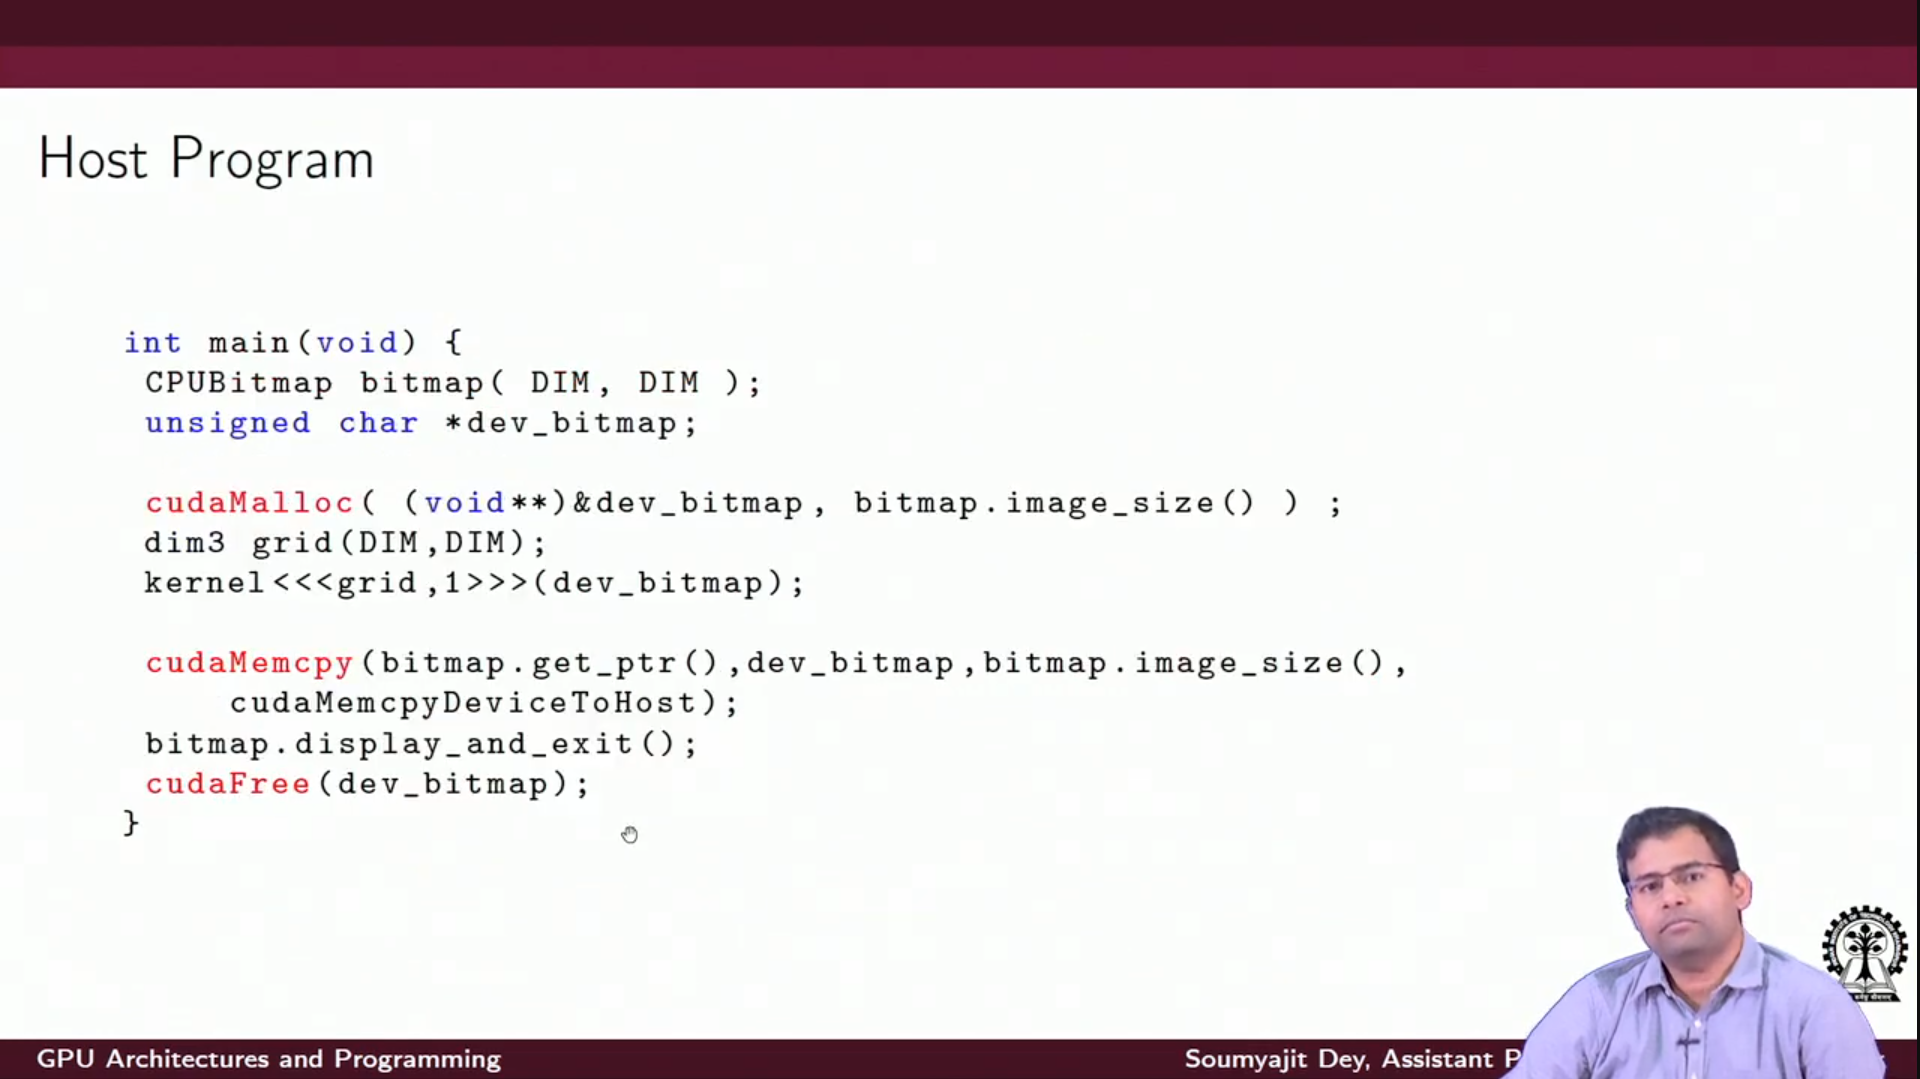 Host Program
int main(void) {
CPUBitmap bitmap( DIM, DIM );
unsigned char *dev_bitmap;
cudaMalloc( (void**)&dev_bitmap, bitmap.image_size() ) ;
dim3 grid(DIM,DIM);
kernel<<<grid,1>>>(dev_bitmap);
cudaMemcpy(bitmap.get_ptr(),dev_bitmap,bitmap.image_size(),
cudaMemcpyDeviceToHost);
bitmap.display_and_exit();
cudaFree(dev_bitmap);
}
GPU Architectures and Programming
Soumyajit Dey, Assistant P